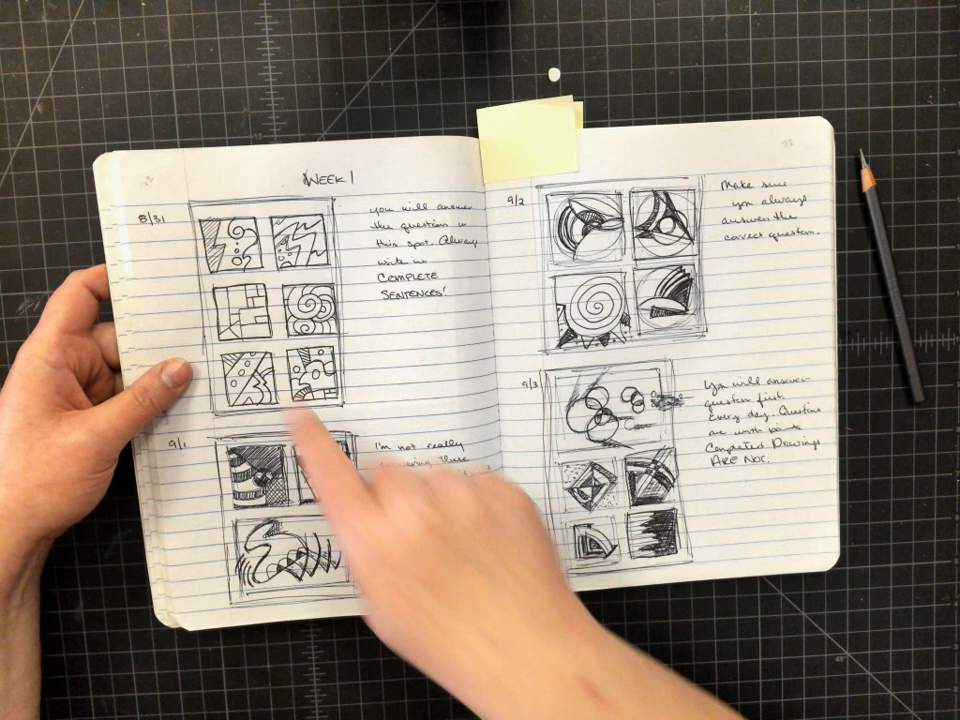 WEEK 1
8/31
you will answer
the question in
this spot. Always
write in
COMPLETE
SENTENCES!
9/1
I'm not really
answering these
9/2
Make sure
you always
answer the
correct question.
9/3
You will answer
question first
every day. Questions
are worth points
Completed Drawings
ARE NOT.